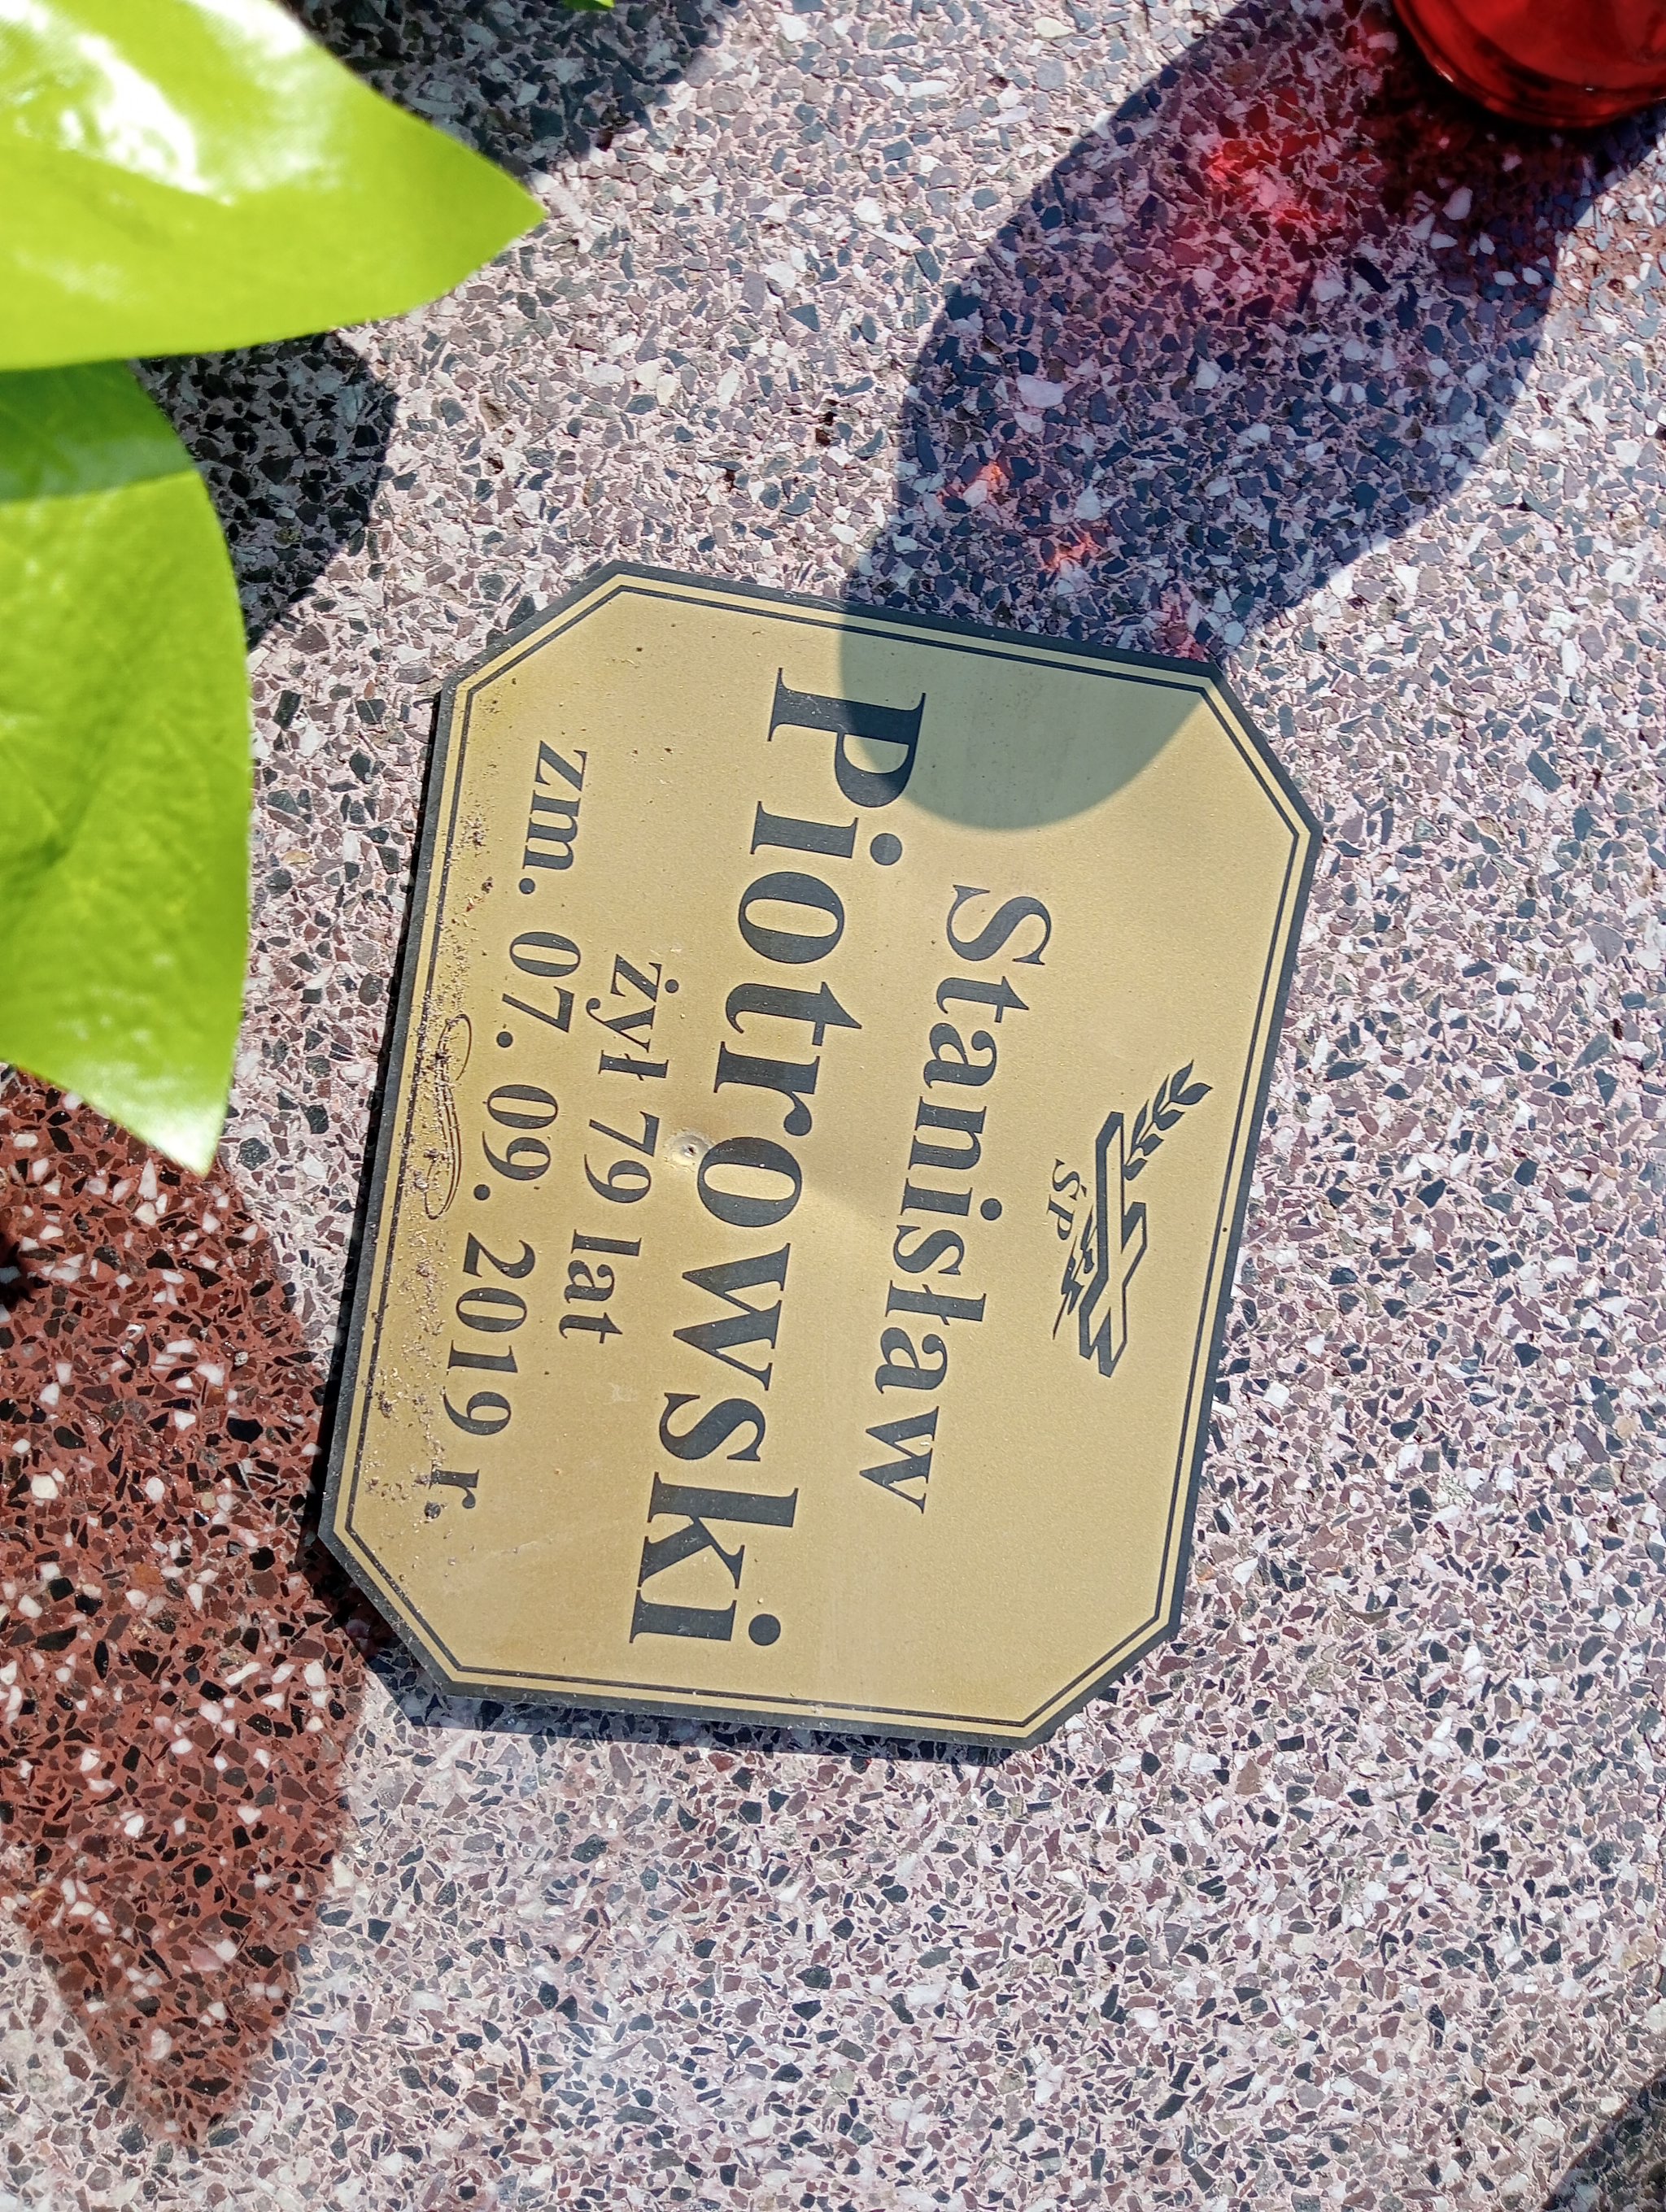 ŚP
Stanisław
Piotrowski
żył 79 lat
zm. 07. 09. 2019 r.